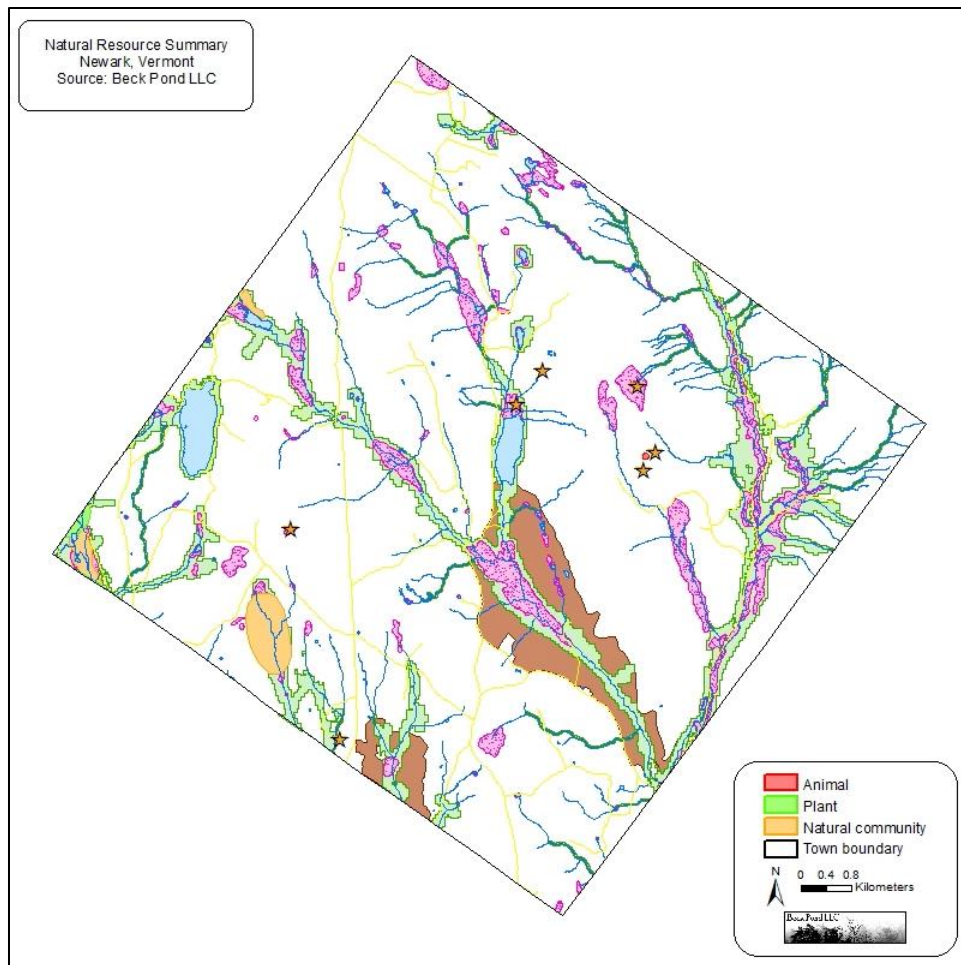 Natural Resource Summary
Newark, Vermont
Source: Beck Pond LLC
Animal
Plant
Natural community
Town boundary
N
0 0.4 0.8
Kilometers
Beck Pond LLC